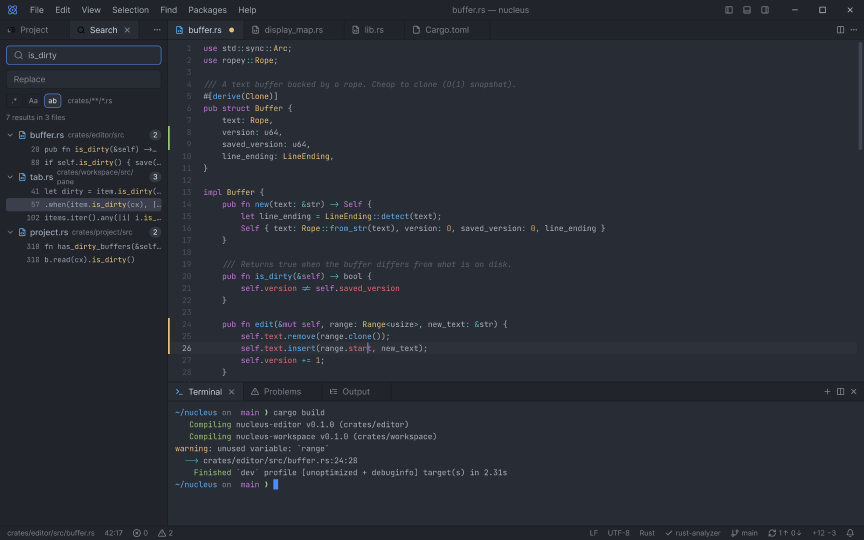 File Edit View Selection Find Packages Help
buffer.rs — nucleus
Project
Search
buffer.rs
display_map.rs
lib.rs
Cargo.toml
is_dirty
Replace
.* Aa ab crates/**/*.rs
7 results in 3 files
buffer.rs crates/editor/src 2
28 pub fn is_dirty(&self) ->…
88 if self.is_dirty() { save(…
tab.rs crates/workspace/src/pane 3
41 let dirty = item.is_dirty(…
57 .when(item.is_dirty(cx), |…
102 items.iter().any(|i| i.is_…
project.rs crates/project/src 2
310 fn has_dirty_buffers(&self…
318 b.read(cx).is_dirty()
1 use std::sync::Arc;
2 use ropey::Rope;
3
4 /// A text buffer backed by a rope. Cheap to clone (O(1) snapshot).
5 #[derive(Clone)]
6 pub struct Buffer {
7 text: Rope,
8 version: u64,
9 saved_version: u64,
10 line_ending: LineEnding,
11 }
12
13 impl Buffer {
14 pub fn new(text: &str) -> Self {
15 let line_ending = LineEnding::detect(text);
16 Self { text: Rope::from_str(text), version: 0, saved_version: 0, line_ending }
17 }
18
19 /// Returns true when the buffer differs from what is on disk.
20 pub fn is_dirty(&self) -> bool {
21 self.version != self.saved_version
22 }
23
24 pub fn edit(&mut self, range: Range<usize>, new_text: &str) {
25 self.text.remove(range.clone());
26 self.text.insert(range.start, new_text);
27 self.version += 1;
28 }
Terminal
Problems
Output
~/nucleus on main ❯ cargo build
Compiling nucleus-editor v0.1.0 (crates/editor)
Compiling nucleus-workspace v0.1.0 (crates/workspace)
warning: unused variable: `range`
--> crates/editor/src/buffer.rs:24:28
Finished `dev` profile [unoptimized + debuginfo] target(s) in 2.31s
~/nucleus on main ❯
crates/editor/src/buffer.rs 42:17 0 2
LF UTF-8 Rust rust-analyzer main 1↑ 0↓ +12 -3